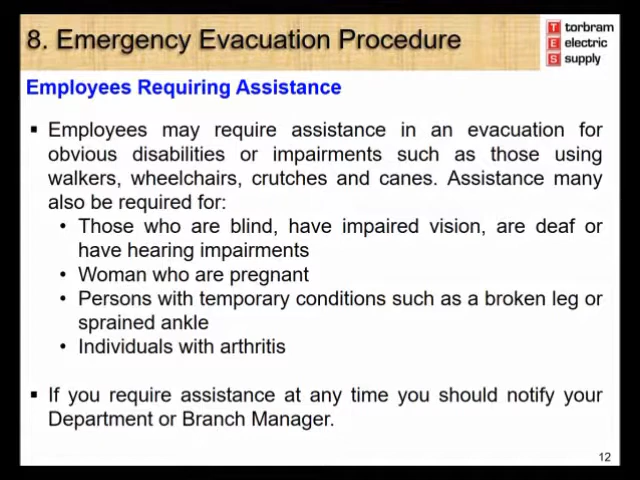 8. Emergency Evacuation Procedure
T torbram
E electric
S supply
Employees Requiring Assistance
▪ Employees may require assistance in an evacuation for
obvious disabilities or impairments such as those using
walkers, wheelchairs, crutches and canes. Assistance many
also be required for:
• Those who are blind, have impaired vision, are deaf or
have hearing impairments
• Woman who are pregnant
• Persons with temporary conditions such as a broken leg or
sprained ankle
• Individuals with arthritis
▪ If you require assistance at any time you should notify your
Department or Branch Manager.
12